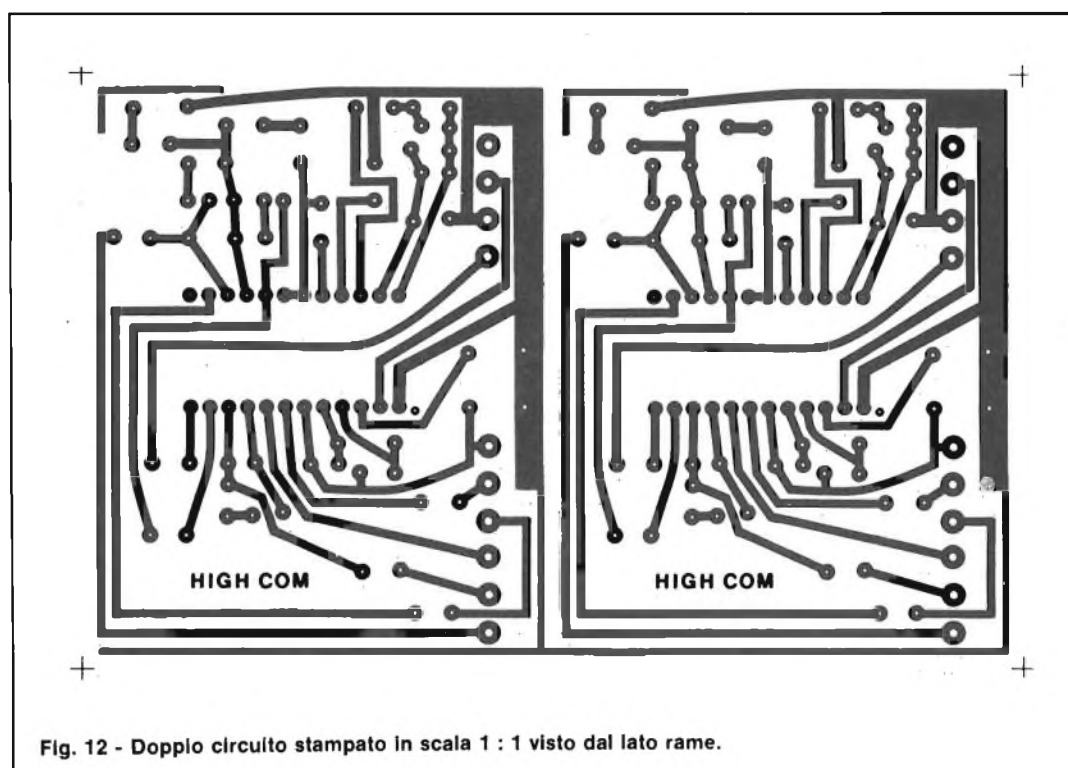 HIGH COM
HIGH COM
Fig. 12 - Doppio circuito stampato in scala 1 : 1 visto dal lato rame.